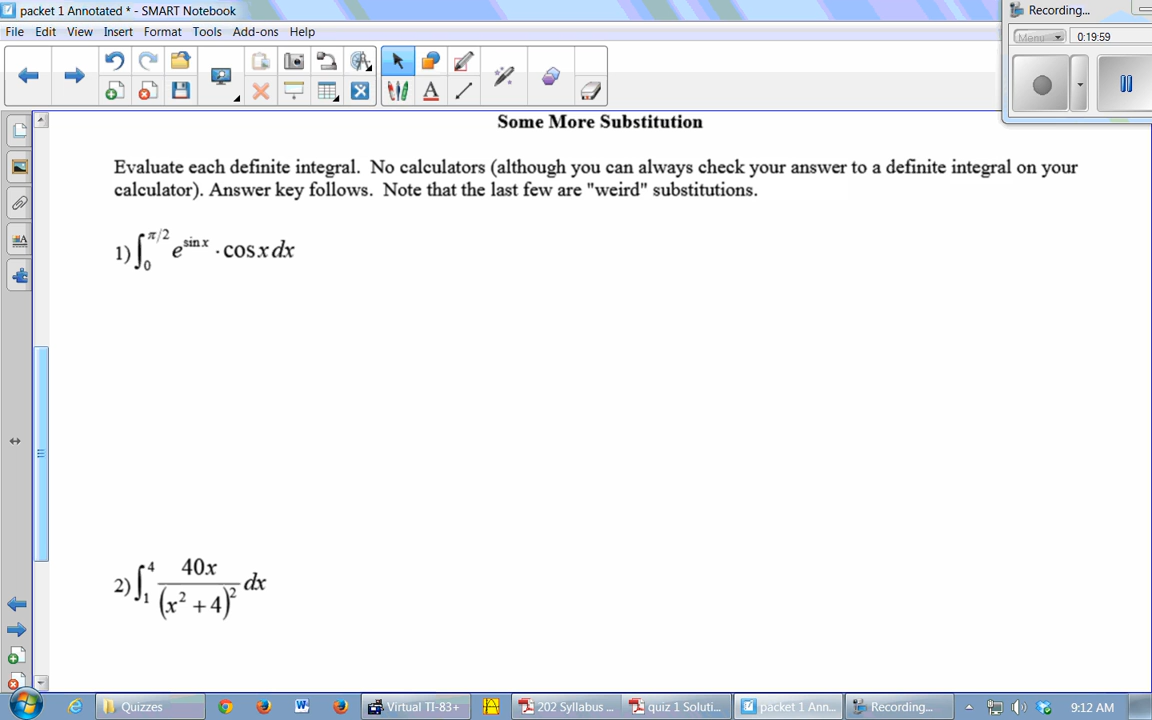 packet 1 Annotated * - SMART Notebook
Recording...
File Edit View Insert Format Tools Add-ons Help
Menu
0:19:59
Some More Substitution
Evaluate each definite integral. No calculators (although you can always check your answer to a definite integral on your
calculator). Answer key follows. Note that the last few are "weird" substitutions.
1) ∫₀^{π/2} e^{sin x} · cos x dx
2) ∫₁⁴ 40x / (x² + 4)² dx
Quizzes
Virtual TI-83+
202 Syllabus ...
quiz 1 Soluti...
packet 1 Ann...
Recording...
9:12 AM